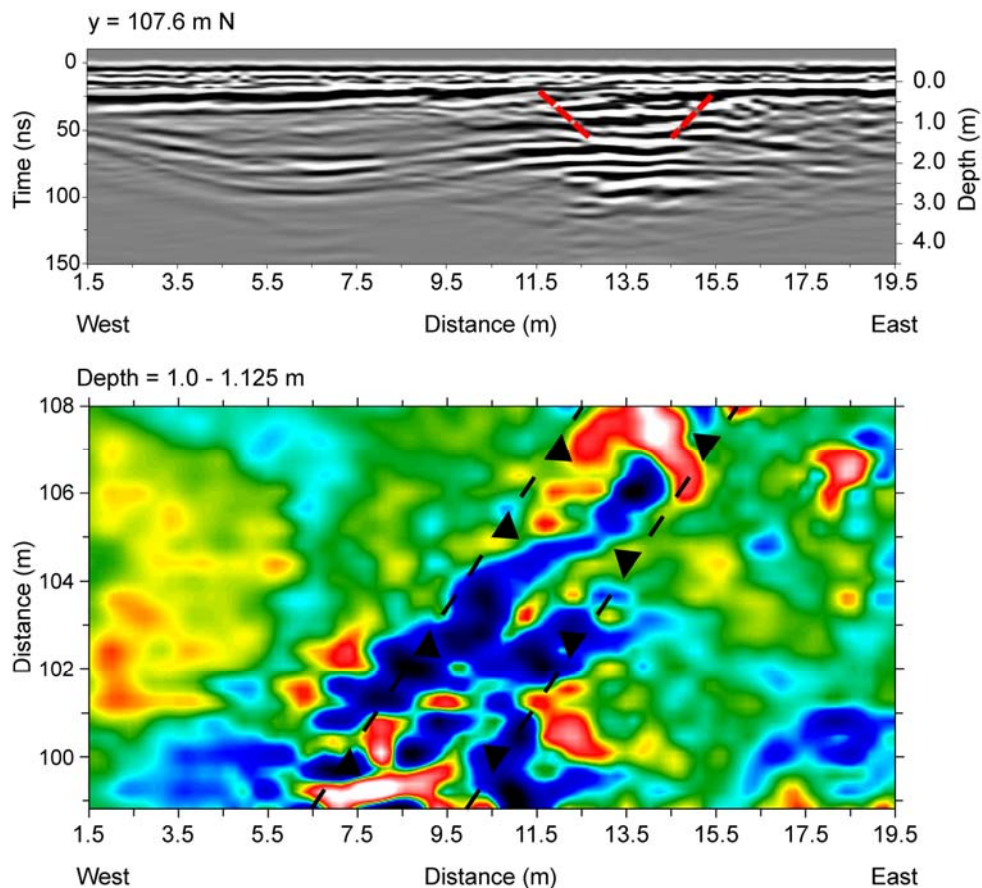 y = 107.6 m N
Time (ns)
0
50
100
150
Depth (m)
0.0
1.0
2.0
3.0
4.0
1.5 3.5 5.5 7.5 9.5 11.5 13.5 15.5 17.5 19.5
West Distance (m) East
Depth = 1.0 - 1.125 m
Distance (m)
108
106
104
102
100
1.5 3.5 5.5 7.5 9.5 11.5 13.5 15.5 17.5 19.5
West Distance (m) East